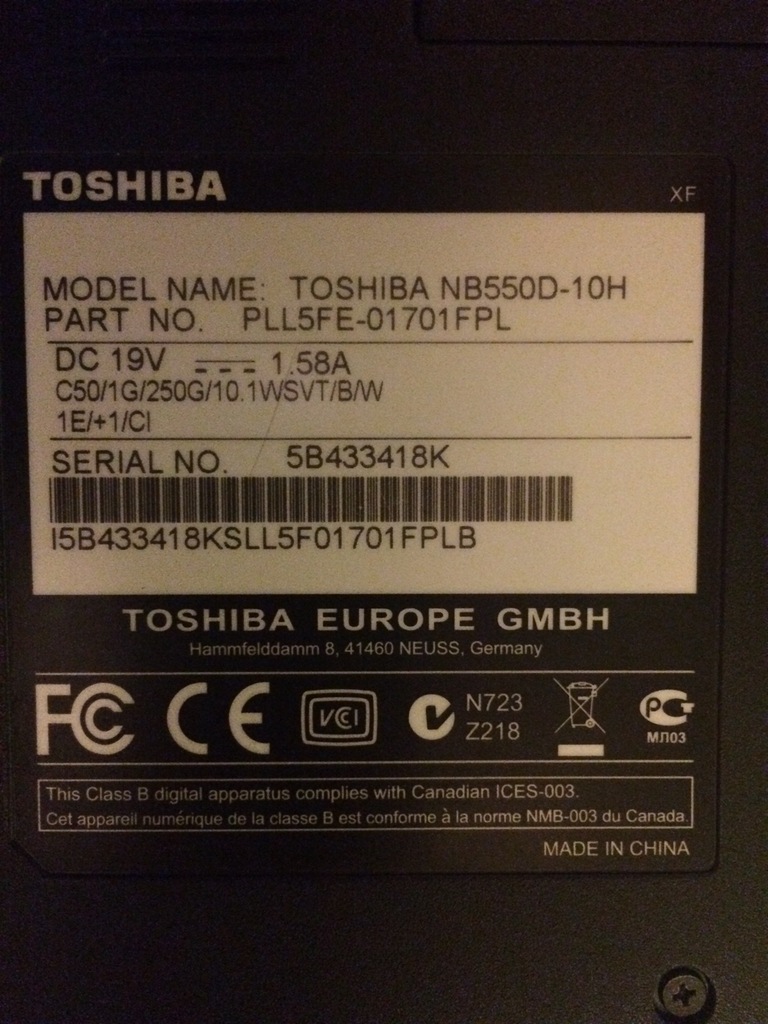 TOSHIBA
XF
MODEL NAME: TOSHIBA NB550D-10H
PART NO. PLL5FE-01701FPL
DC 19V 1.58A
C50/1G/250G/10.1WSVT/B/W
1E/+1/CI
SERIAL NO. 5B433418K
I5B433418KSLL5F01701FPLB
TOSHIBA EUROPE GMBH
Hammfelddamm 8, 41460 NEUSS, Germany
FC CE VCI N723
Z218
РСТ
МЛ03
This Class B digital apparatus complies with Canadian ICES-003.
Cet appareil numérique de la classe B est conforme à la norme NMB-003 du Canada.
MADE IN CHINA